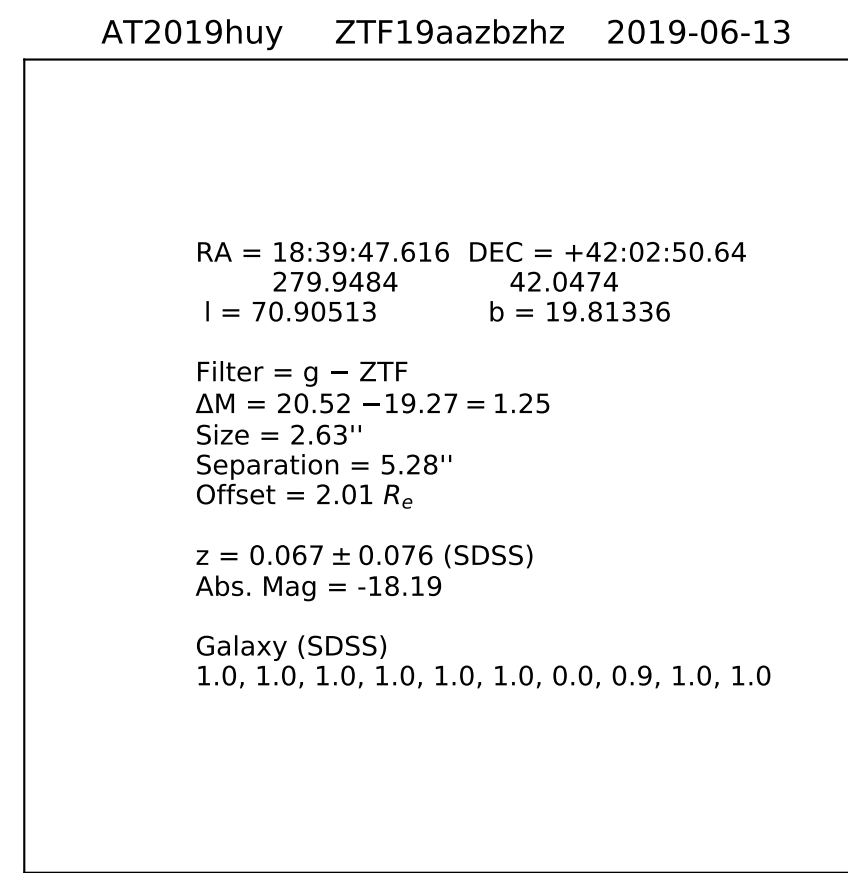 AT2019huy ZTF19aazbzhz 2019-06-13
RA = 18:39:47.616 DEC = +42:02:50.64
279.9484 42.0474
l = 70.90513 b = 19.81336
Filter = g − ZTF
ΔM = 20.52 −19.27 = 1.25
Size = 2.63''
Separation = 5.28''
Offset = 2.01 Re
z = 0.067 ± 0.076 (SDSS)
Abs. Mag = -18.19
Galaxy (SDSS)
1.0, 1.0, 1.0, 1.0, 1.0, 1.0, 0.0, 0.9, 1.0, 1.0